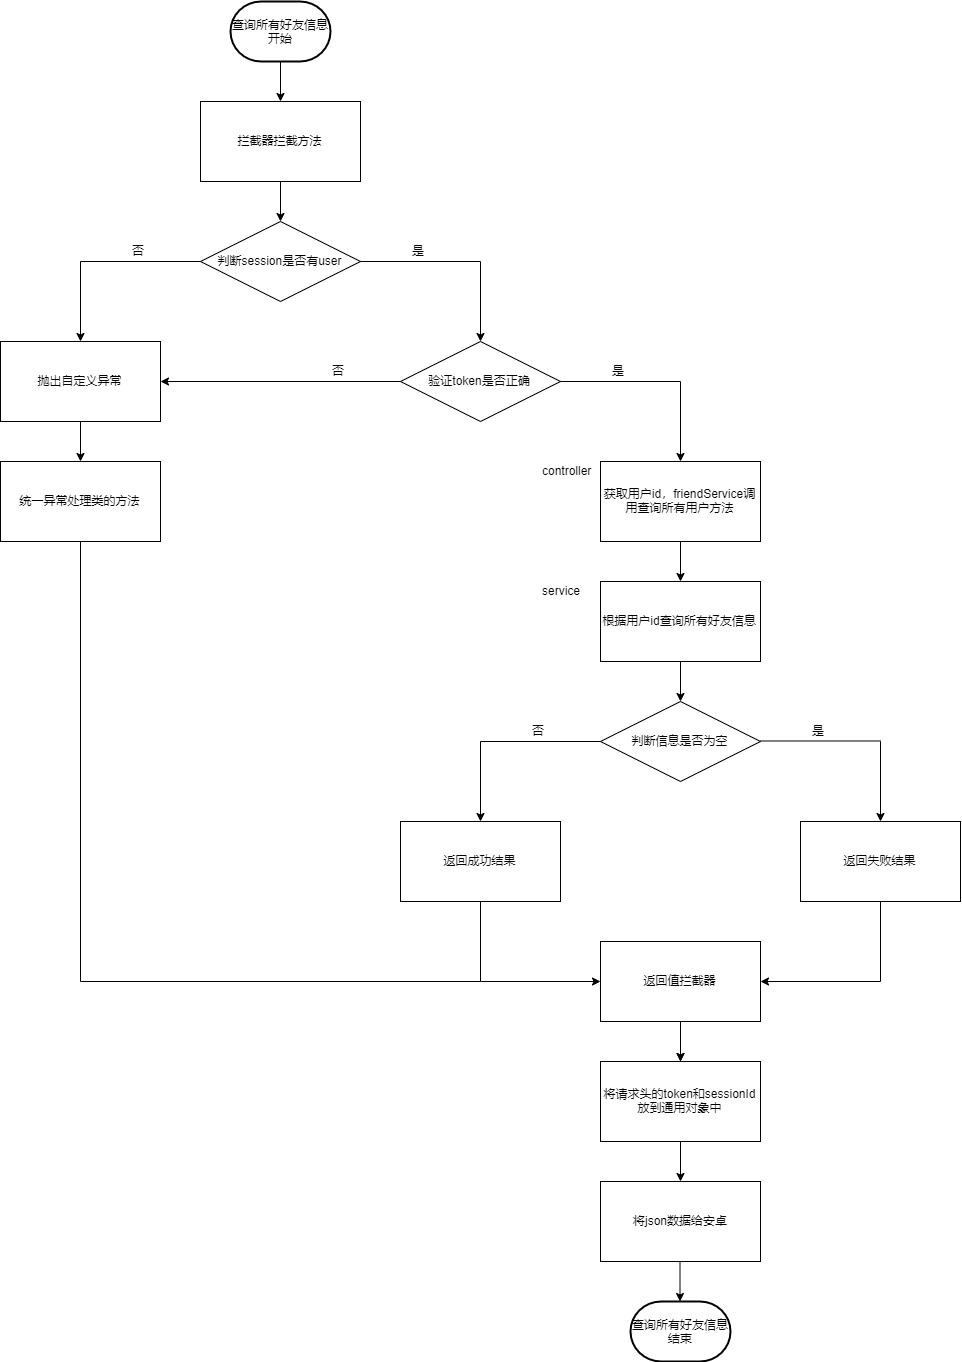 查询所有好友信息
开始
拦截器拦截方法
否
是
判断session是否有user
否
是
抛出自定义异常
验证token是否正确
controller
统一异常处理类的方法
获取用户id，friendService调
用查询所有用户方法
service
根据用户id查询所有好友信息
否
是
判断信息是否为空
返回成功结果
返回失败结果
返回值拦截器
将请求头的token和sessionId
放到通用对象中
将json数据给安卓
查询所有好友信息
结束